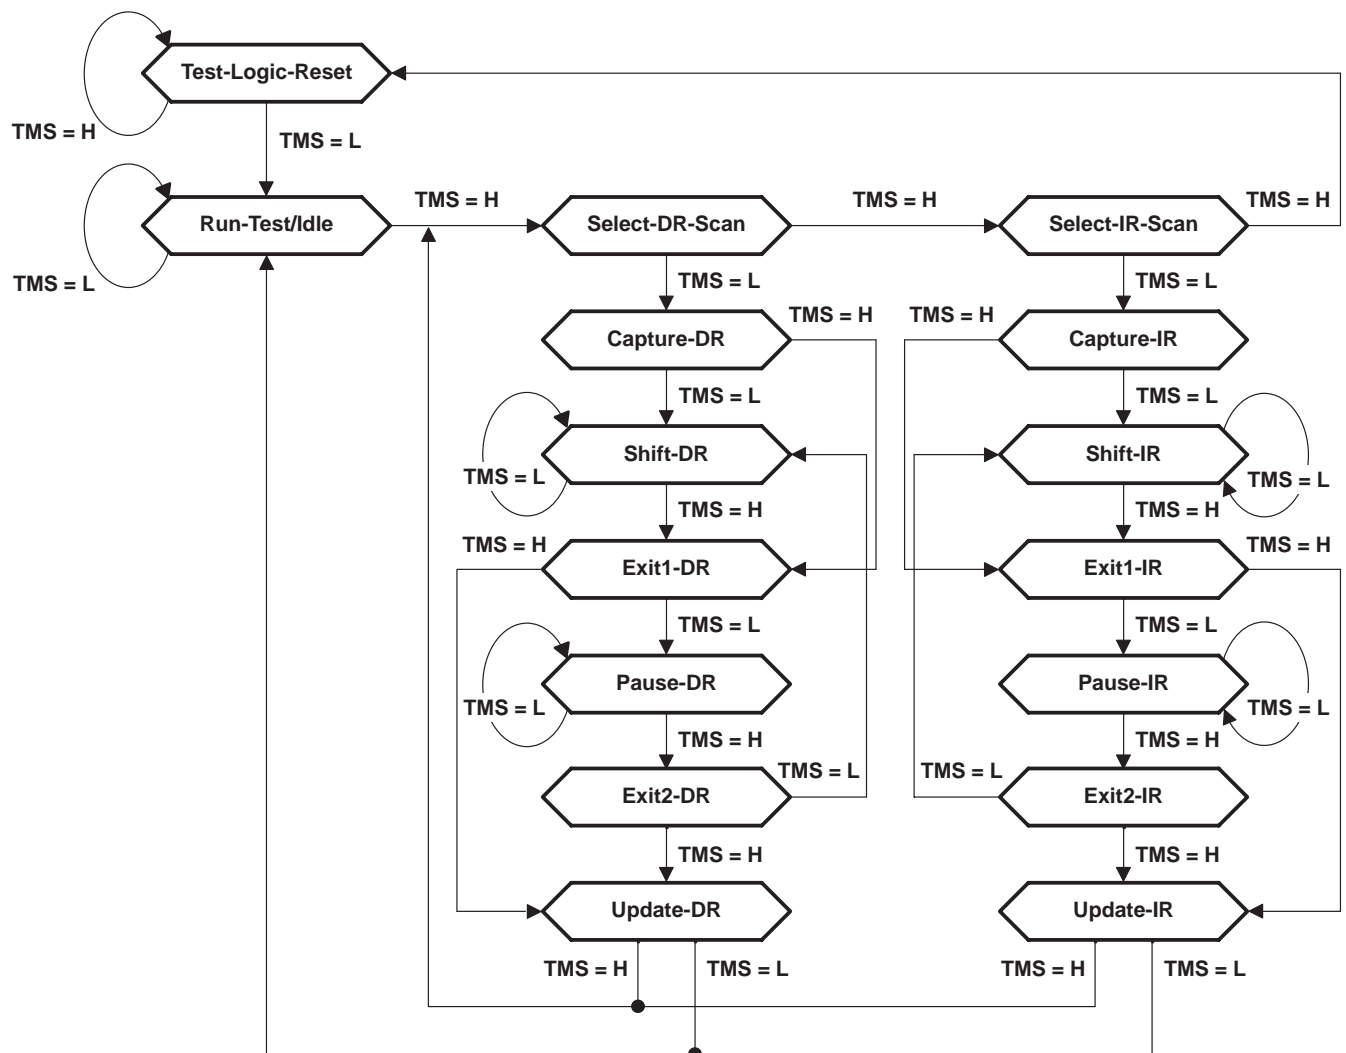 Test-Logic-Reset
TMS = H
TMS = L
Run-Test/Idle
TMS = H
Select-DR-Scan
TMS = H
Select-IR-Scan
TMS = H
TMS = L
TMS = L
TMS = L
Capture-DR
TMS = H
TMS = H
Capture-IR
TMS = L
TMS = L
Shift-DR
TMS = L
Shift-IR
TMS = L
TMS = H
TMS = H
TMS = H
Exit1-DR
Exit1-IR
TMS = H
TMS = L
TMS = L
Pause-DR
TMS = L
Pause-IR
TMS = L
TMS = H
TMS = H
Exit2-DR
TMS = L
TMS = L
Exit2-IR
TMS = H
TMS = H
Update-DR
Update-IR
TMS = H
TMS = L
TMS = H
TMS = L